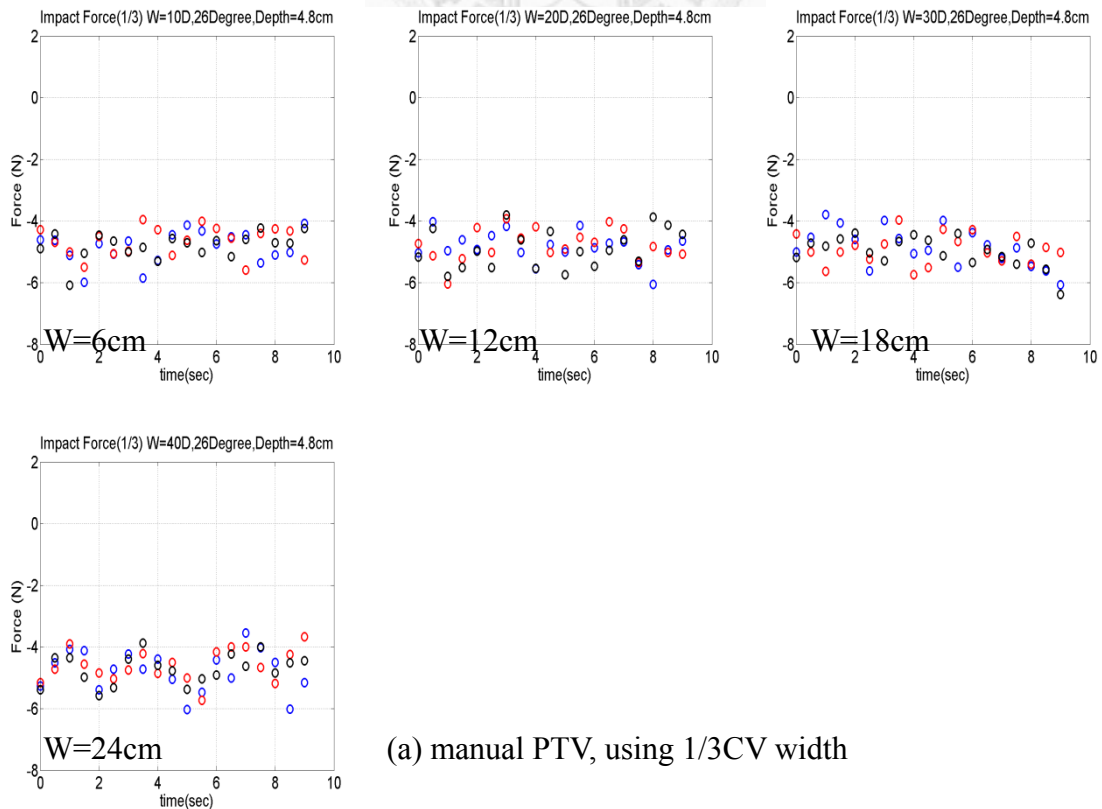 Impact Force(1/3) W=10D,26Degree,Depth=4.8cm
2
0
-2
-4
-6
-8
Force (N)
W=6cm
0 2 4 6 8 10
time(sec)
Impact Force(1/3) W=20D,26Degree,Depth=4.8cm
2
0
-2
-4
-6
-8
Force (N)
W=12cm
0 2 4 6 8 10
time(sec)
Impact Force(1/3) W=30D,26Degree,Depth=4.8cm
2
0
-2
-4
-6
-8
Force (N)
W=18cm
0 2 4 6 8 10
time(sec)
Impact Force(1/3) W=40D,26Degree,Depth=4.8cm
2
0
-2
-4
-6
-8
Force (N)
W=24cm
0 2 4 6 8 10
time(sec)
(a) manual PTV, using 1/3CV width